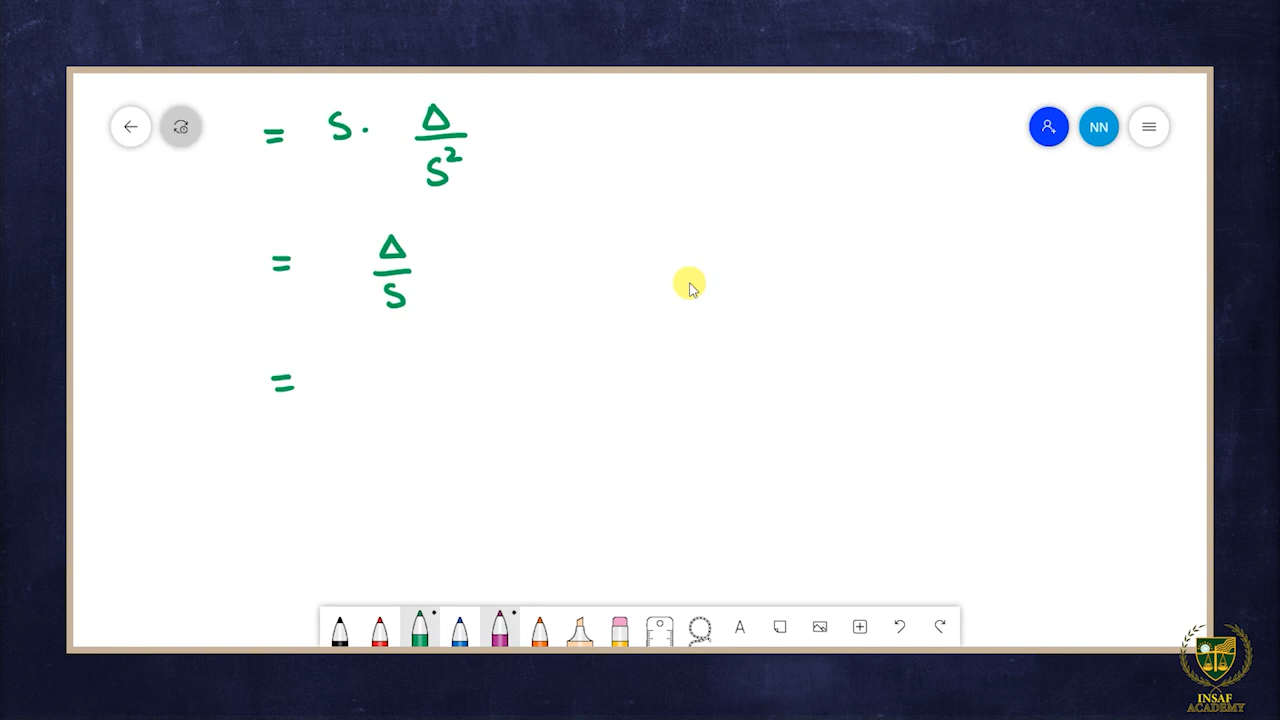 = S · Δ/S²
NN
= Δ/S
=
A
INSAF
ACADEMY